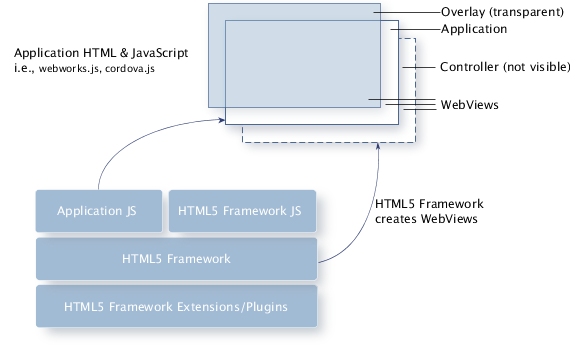 Overlay (transparent)
Application
Application HTML & JavaScript
i.e., webworks.js, cordova.js
Controller (not visible)
WebViews
Application JS
HTML5 Framework JS
HTML5 Framework
creates WebViews
HTML5 Framework
HTML5 Framework Extensions/Plugins